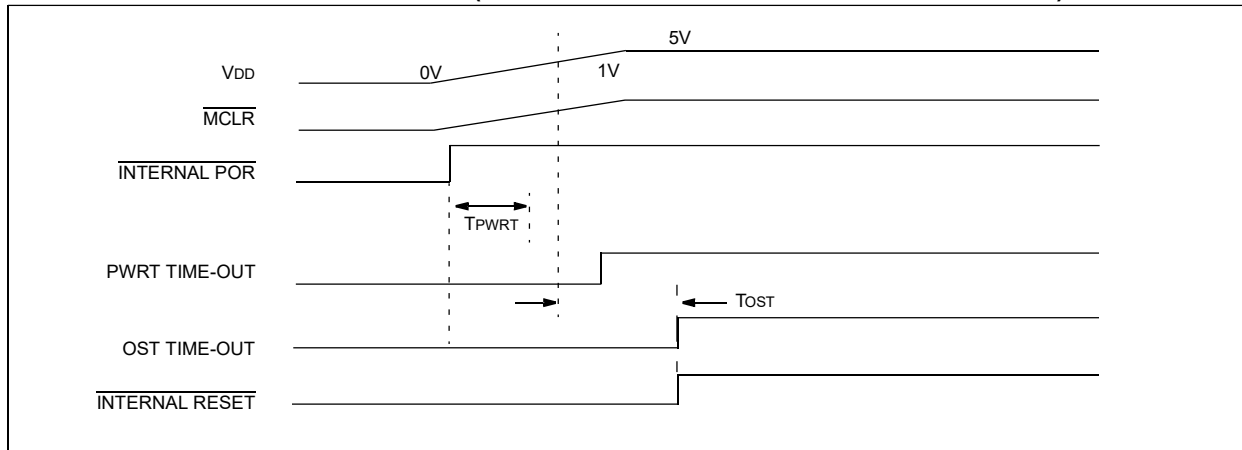 5V
VDD
0V
1V
MCLR
INTERNAL POR
TPWRT
PWRT TIME-OUT
TOST
OST TIME-OUT
INTERNAL RESET